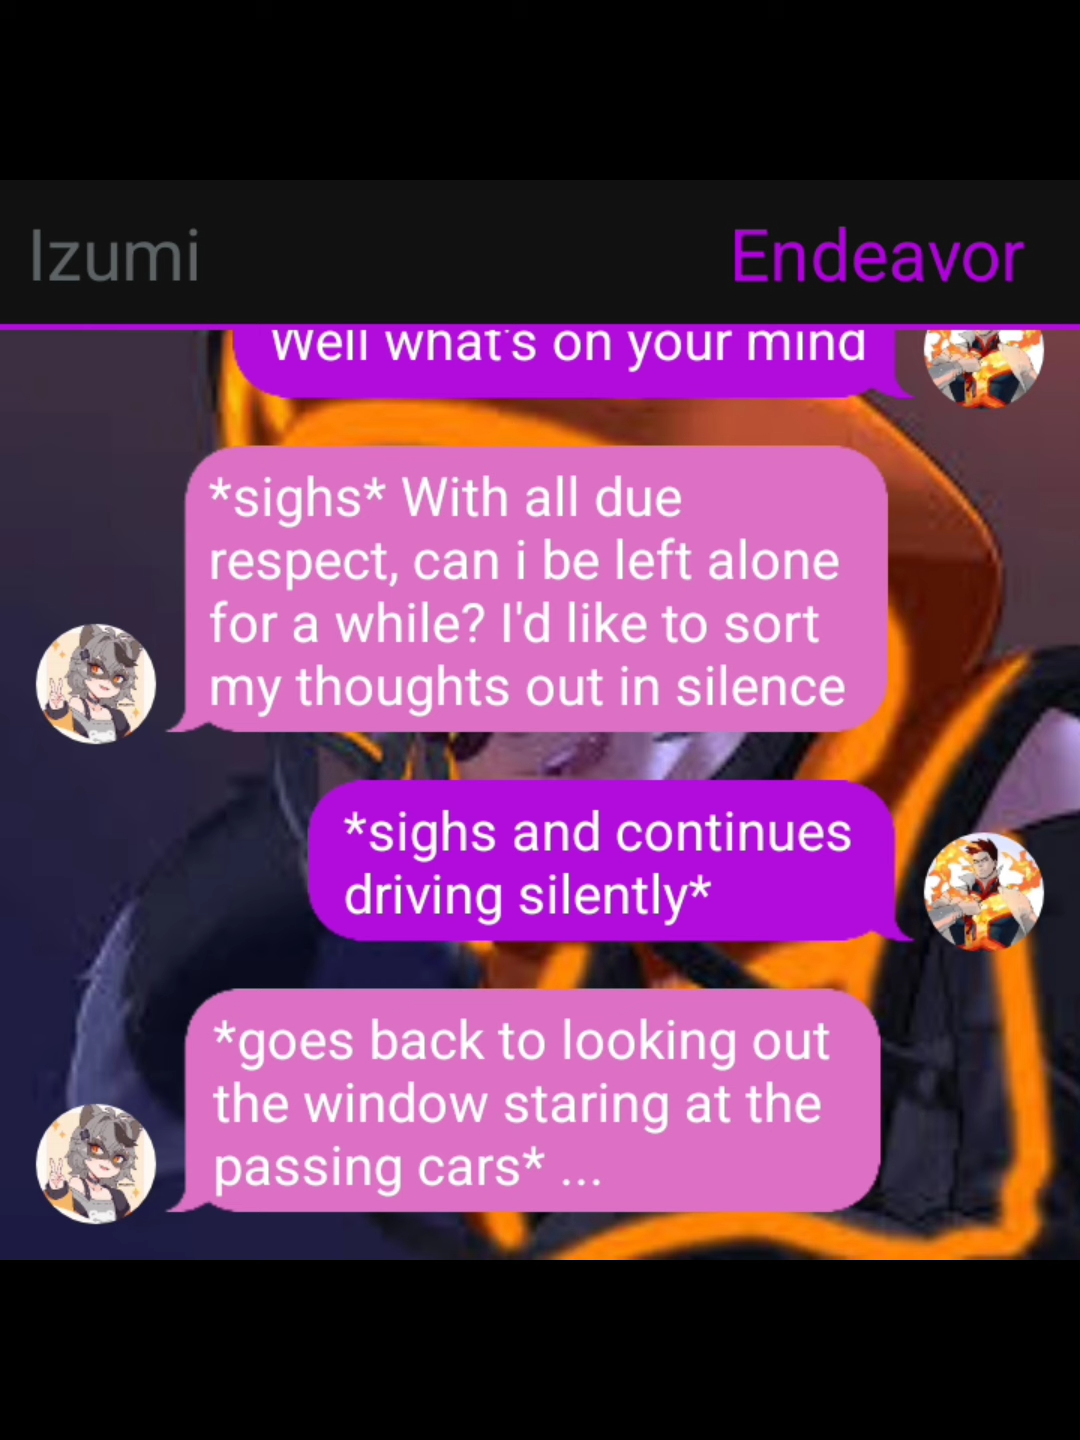 Izumi
Endeavor
Well what's on your mind
*sighs* With all due
respect, can i be left alone
for a while? I'd like to sort
my thoughts out in silence
*sighs and continues
driving silently*
*goes back to looking out
the window staring at the
passing cars* ...